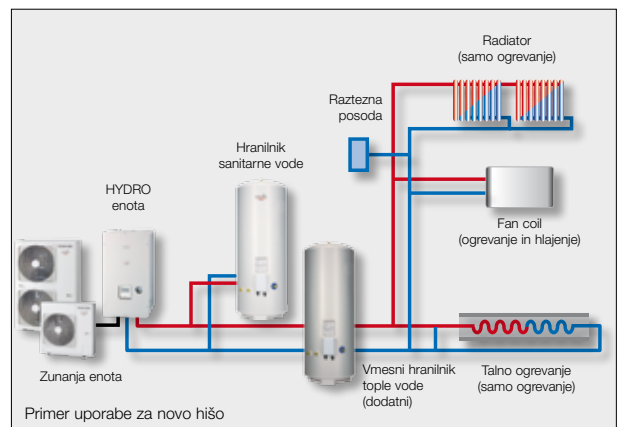 Radiator
(samo ogrevanje)
Raztezna
posoda
Hranilnik
sanitarne vode
HYDRO
enota
Fan coil
(ogrevanje in hlajenje)
Zunanja enota
Vmesni hranilnik
tople vode
(dodatni)
Talno ogrevanje
(samo ogrevanje)
Primer uporabe za novo hišo